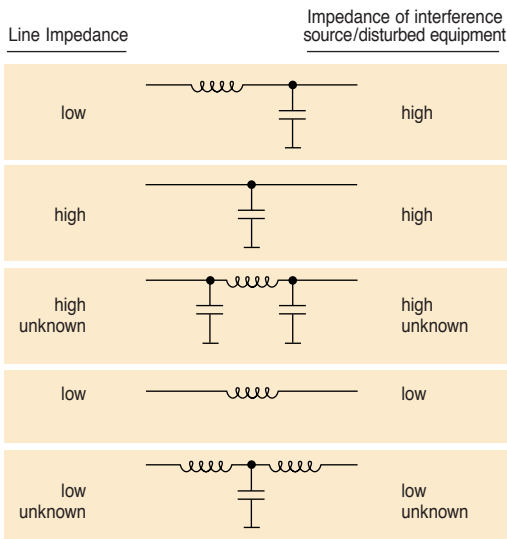 Line Impedance
Impedance of interference
source/disturbed equipment
low
high
high
high
high
unknown
high
unknown
low
low
low
unknown
low
unknown